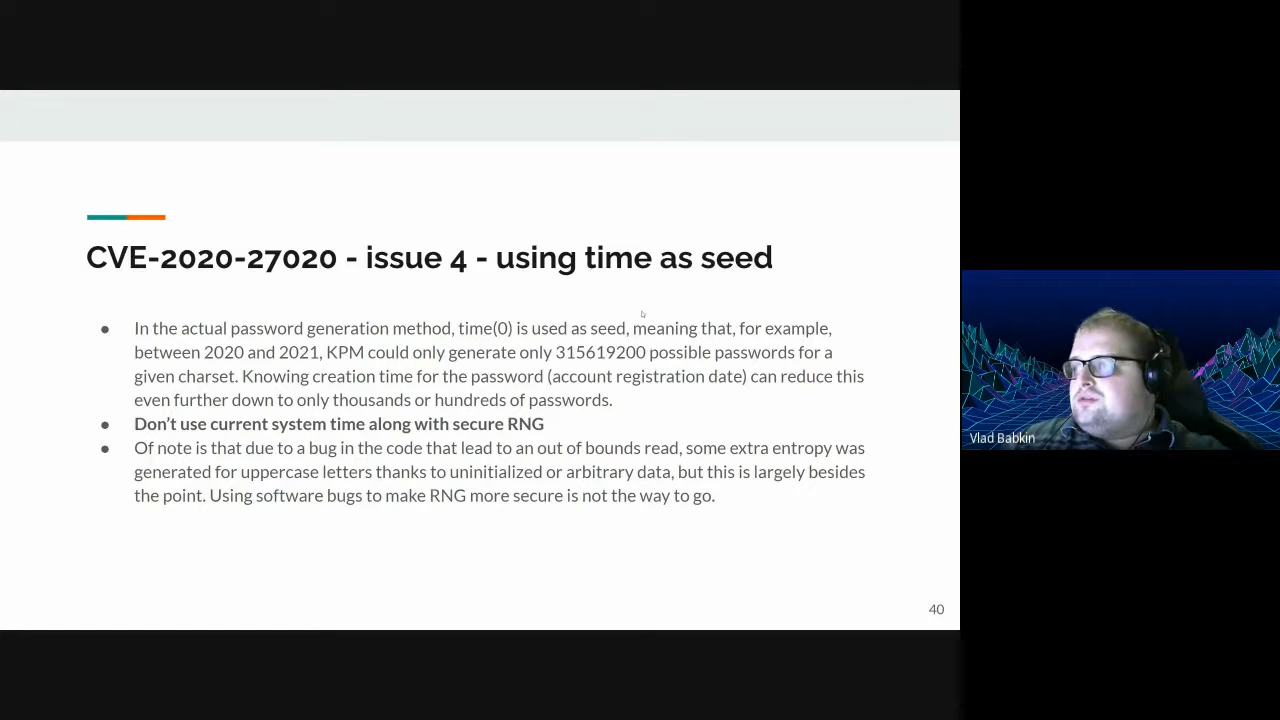 CVE-2020-27020 - issue 4 - using time as seed
● In the actual password generation method, time(0) is used as seed, meaning that, for example,
between 2020 and 2021, KPM could only generate only 315619200 possible passwords for a
given charset. Knowing creation time for the password (account registration date) can reduce this
even further down to only thousands or hundreds of passwords.
● Don’t use current system time along with secure RNG
● Of note is that due to a bug in the code that lead to an out of bounds read, some extra entropy was
generated for uppercase letters thanks to uninitialized or arbitrary data, but this is largely besides
the point. Using software bugs to make RNG more secure is not the way to go.
40
Vlad Babkin